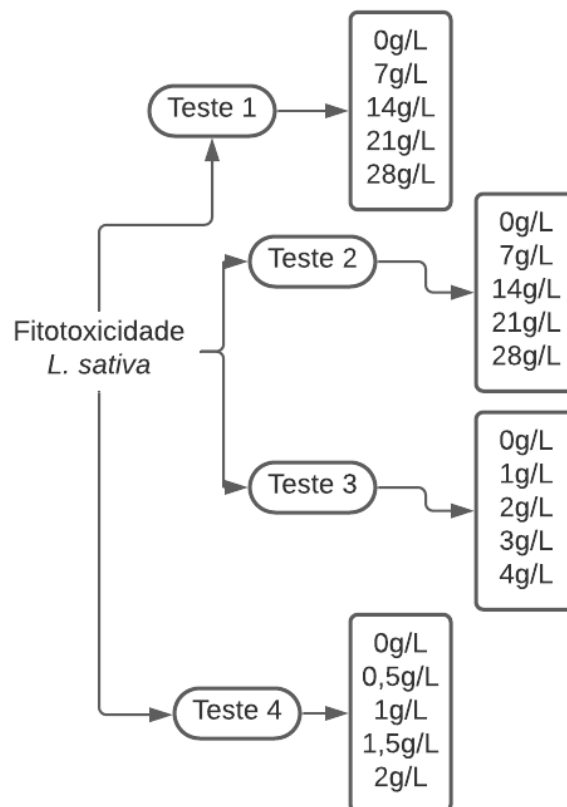 Fitotoxicidade
L. sativa
Teste 1
0g/L
7g/L
14g/L
21g/L
28g/L
Teste 2
0g/L
7g/L
14g/L
21g/L
28g/L
Teste 3
0g/L
1g/L
2g/L
3g/L
4g/L
Teste 4
0g/L
0,5g/L
1g/L
1,5g/L
2g/L